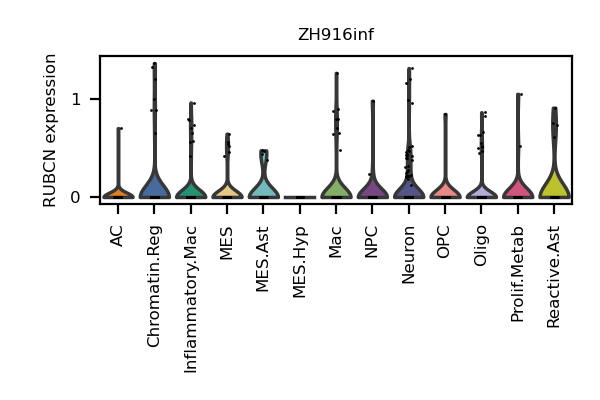 ZH916inf
RUBCN expression
1
0
AC
Chromatin.Reg
Inflammatory.Mac
MES
MES.Ast
MES.Hyp
Mac
NPC
Neuron
OPC
Oligo
Prolif.Metab
Reactive.Ast